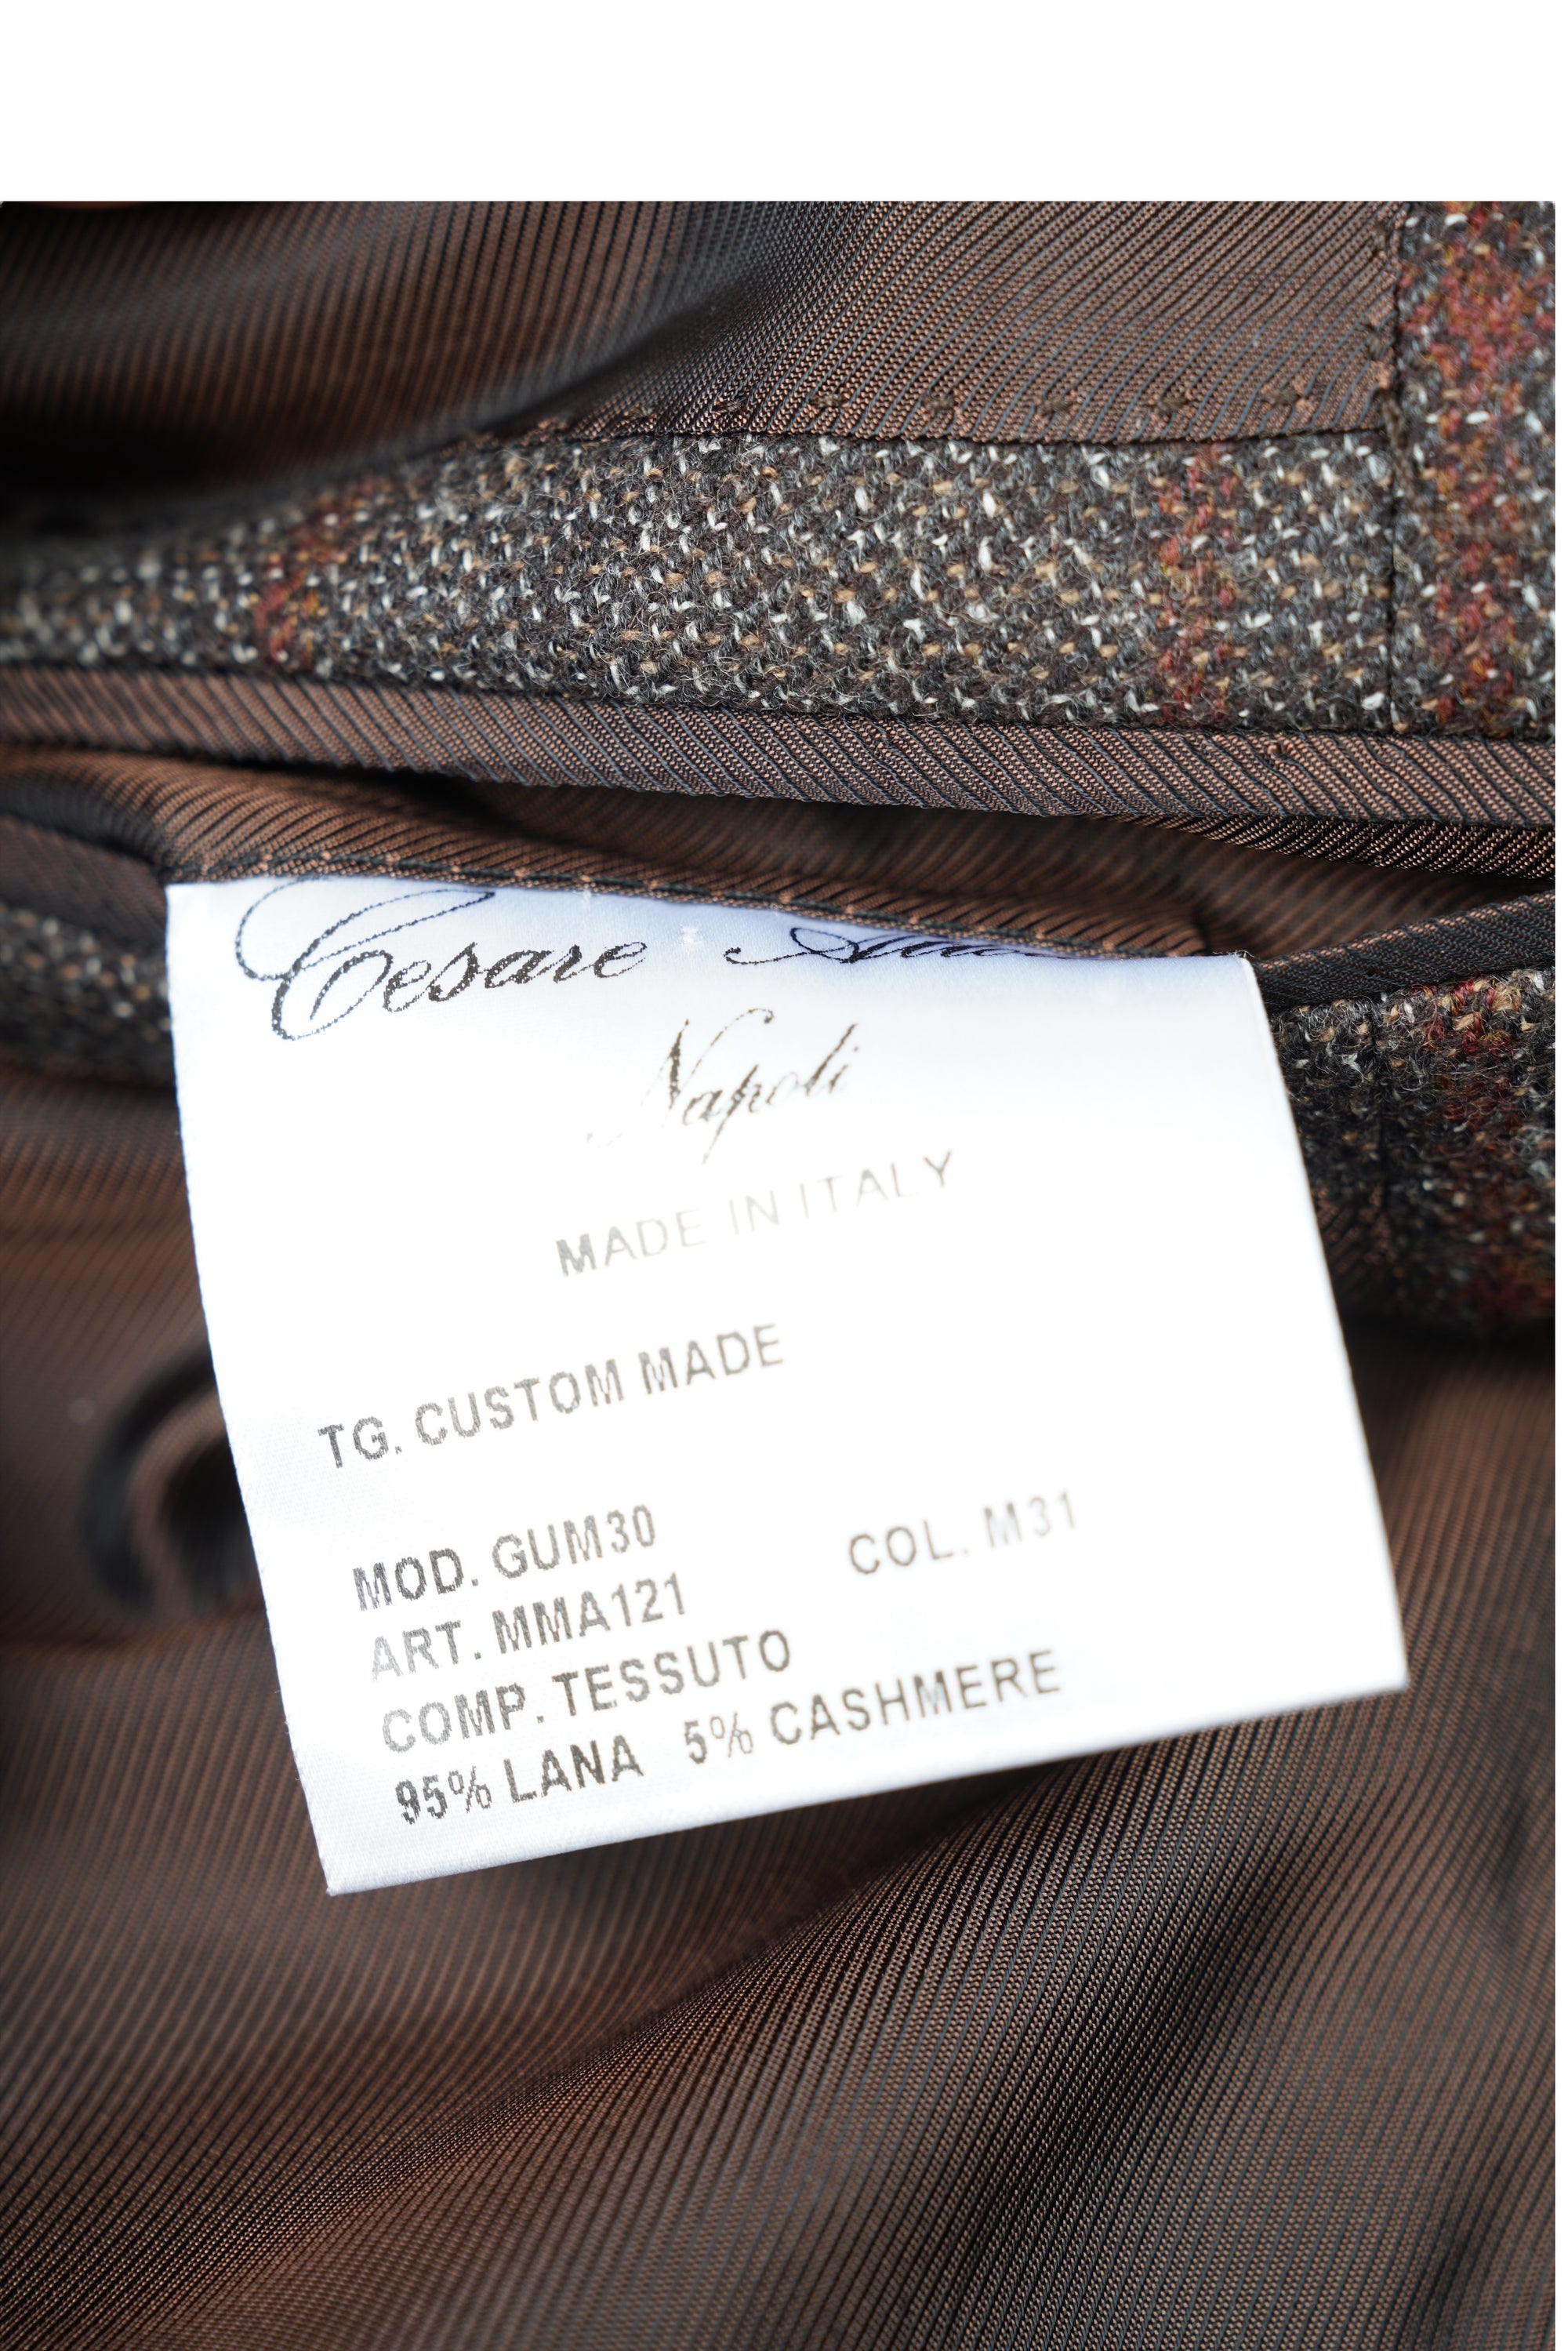 Cesare
Napoli
MADE IN ITALY
TG. CUSTOM MADE
MOD. GUM30
ART. MMA121 COL. M31
COMP. TESSUTO
95% LANA 5% CASHMERE